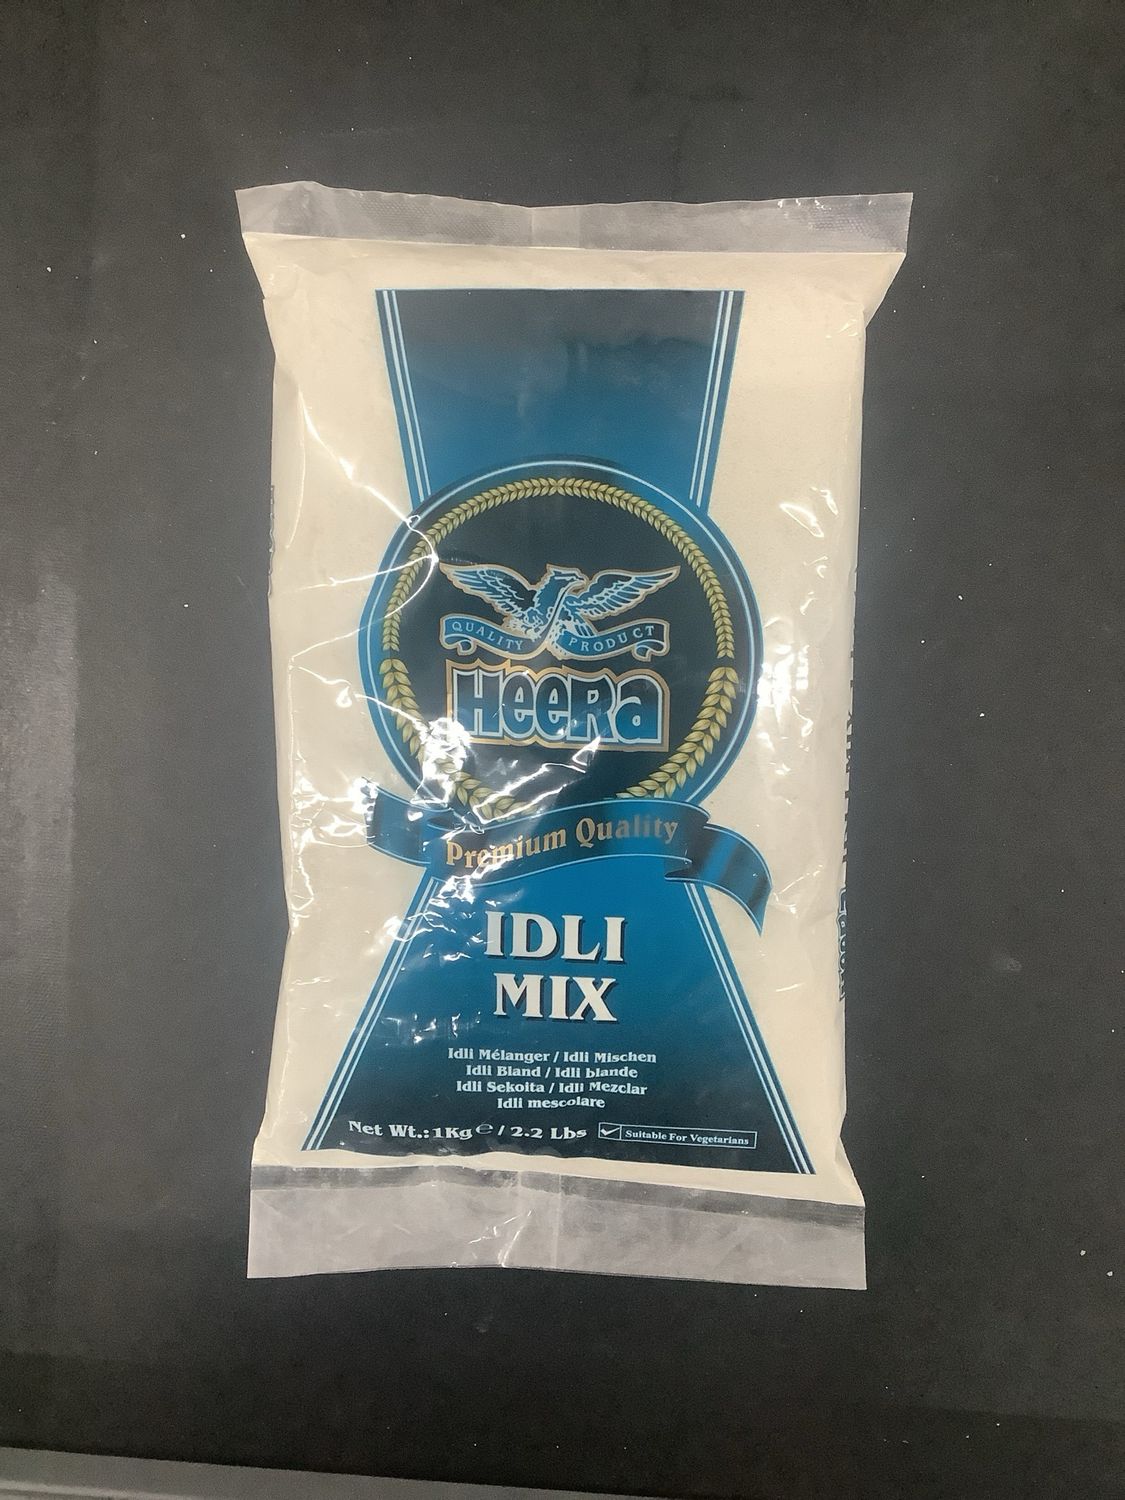 QUALITY PRODUCT
HeeRa
Premium Quality
IDLI
MIX
Idli Mélanger / Idli Mischen
Idli Bland / Idli blande
Idli Sekoita / Idli Mezclar
Idli mescolare
Net Wt.: 1Kg ℮ / 2.2 Lbs
Suitable For Vegetarians